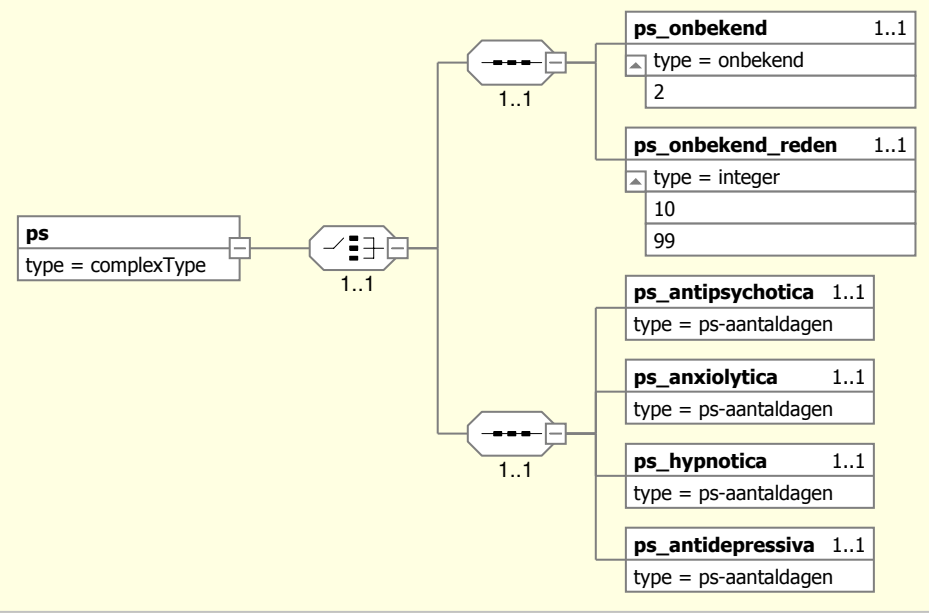 ps
type = complexType
1..1
1..1
ps_onbekend 1..1
type = onbekend
2
ps_onbekend_reden 1..1
type = integer
10
99
1..1
ps_antipsychotica 1..1
type = ps-aantaldagen
ps_anxiolytica 1..1
type = ps-aantaldagen
ps_hypnotica 1..1
type = ps-aantaldagen
ps_antidepressiva 1..1
type = ps-aantaldagen